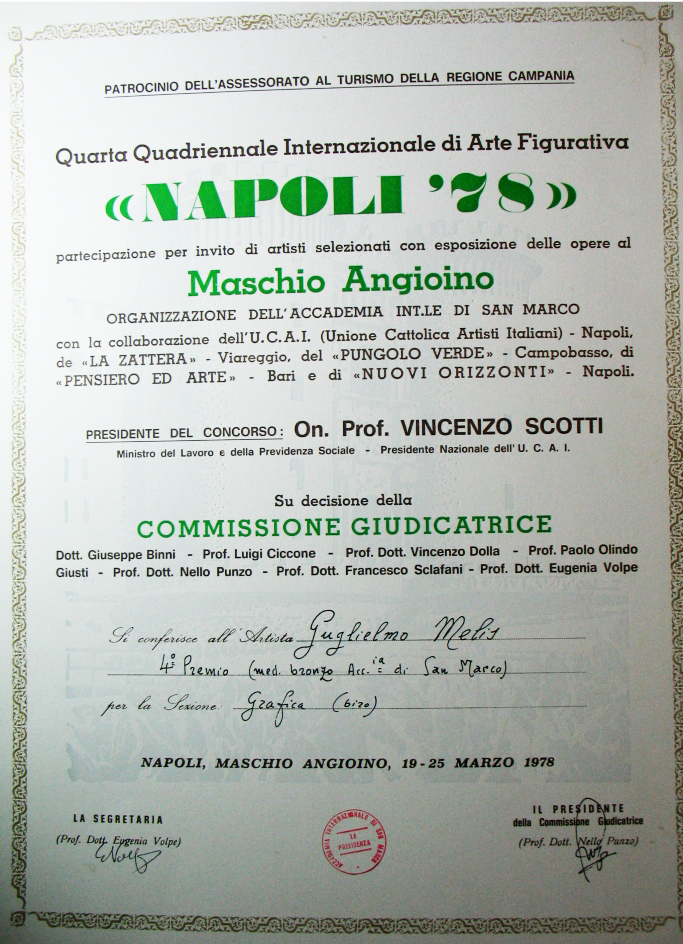 PATROCINIO DELL'ASSESSORATO AL TURISMO DELLA REGIONE CAMPANIA
Quarta Quadriennale Internazionale di Arte Figurativa
«NAPOLI '78»
partecipazione per invito di artisti selezionati con esposizione delle opere al
Maschio Angioino
ORGANIZZAZIONE DELL'ACCADEMIA INT.LE DI SAN MARCO
con la collaborazione dell'U.C.A.I. (Unione Cattolica Artisti Italiani) - Napoli,
de «LA ZATTERA» - Viareggio, del «PUNGOLO VERDE» - Campobasso, di
«PENSIERO ED ARTE» - Bari e di «NUOVI ORIZZONTI» - Napoli.
PRESIDENTE DEL CONCORSO: On. Prof. VINCENZO SCOTTI
Ministro del Lavoro e della Previdenza Sociale - Presidente Nazionale dell'U. C. A. I.
Su decisione della
COMMISSIONE GIUDICATRICE
Dott. Giuseppe Binni - Prof. Luigi Ciccone - Prof. Dott. Vincenzo Dolla - Prof. Paolo Olindo
Giusti - Prof. Dott. Nello Punzo - Prof. Dott. Francesco Sclafani - Prof. Dott. Eugenia Volpe
Si conferisce all'Artista Guglielmo Melis
4° Premio (med. bronzo Acc.ia di San Marco)
per la Sezione: Grafica (biro)
NAPOLI, MASCHIO ANGIOINO, 19-25 MARZO 1978
LA SEGRETARIA
(Prof. Dott. Eugenia Volpe)
ACCADEMIA INTERNAZIONALE DI SAN MARCO
LA
PRESIDENZA
IL PRESIDENTE
della Commissione Giudicatrice
(Prof. Dott. Nello Punzo)